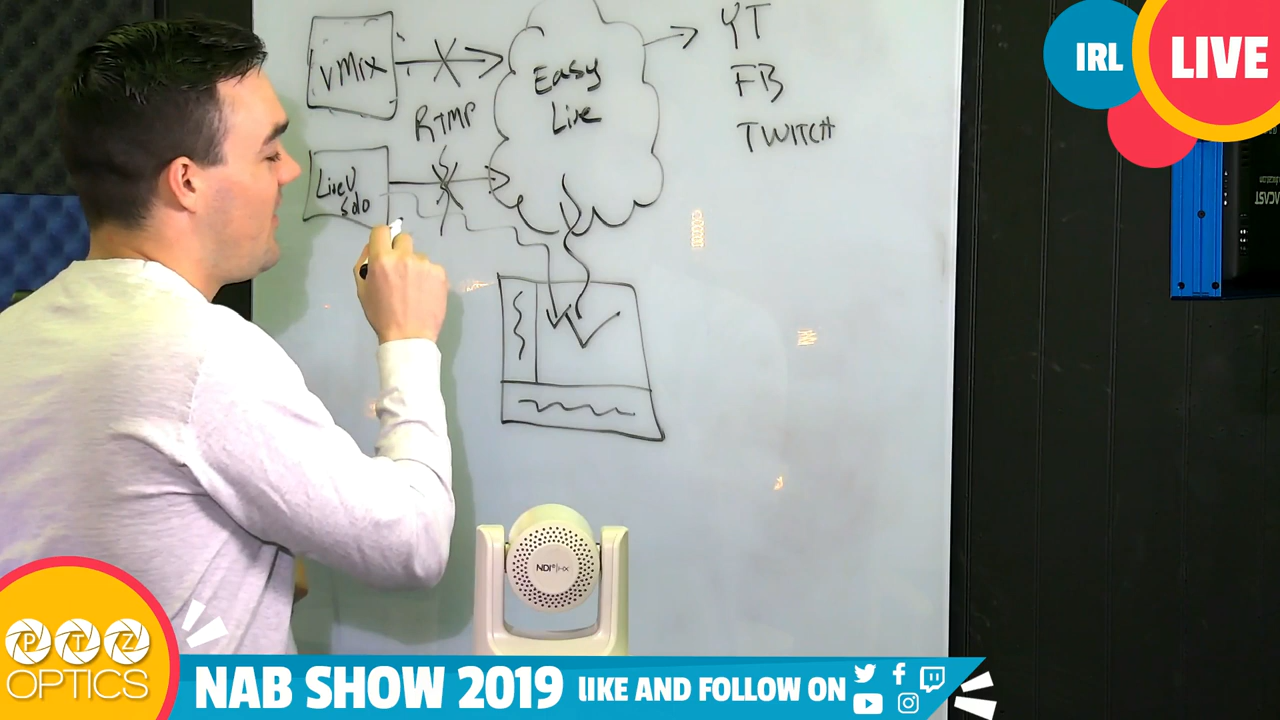 vMix
RTMP
LiveU
Solo
Easy
Live
YT
FB
TWITCH
IRL
LIVE
NDI®|HX
PTZ
OPTICS
NAB SHOW 2019 LIKE AND FOLLOW ON